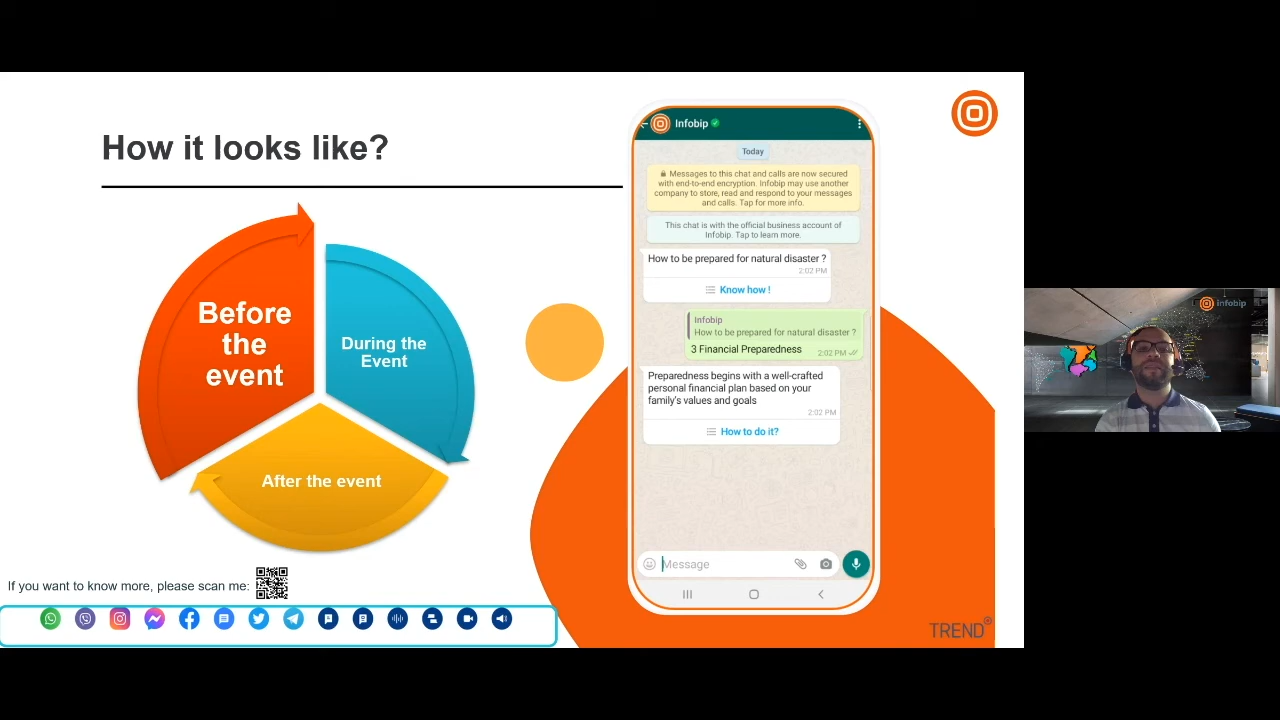 How it looks like?
Before
the
event
During the
Event
After the event
If you want to know more, please scan me:
Infobip
Today
Messages to this chat and calls are now secured
with end-to-end encryption. Infobip may use another
company to store, read and respond to your messages
and calls. Tap for more info.
This chat is with the official business account of
Infobip. Tap to learn more.
How to be prepared for natural disaster ?
2:02 PM
Know how !
Infobip
How to be prepared for natural disaster ?
3 Financial Preparedness
2:02 PM
Preparedness begins with a well-crafted
personal financial plan based on your
family's values and goals
2:02 PM
How to do it?
Message
TREND
infobip